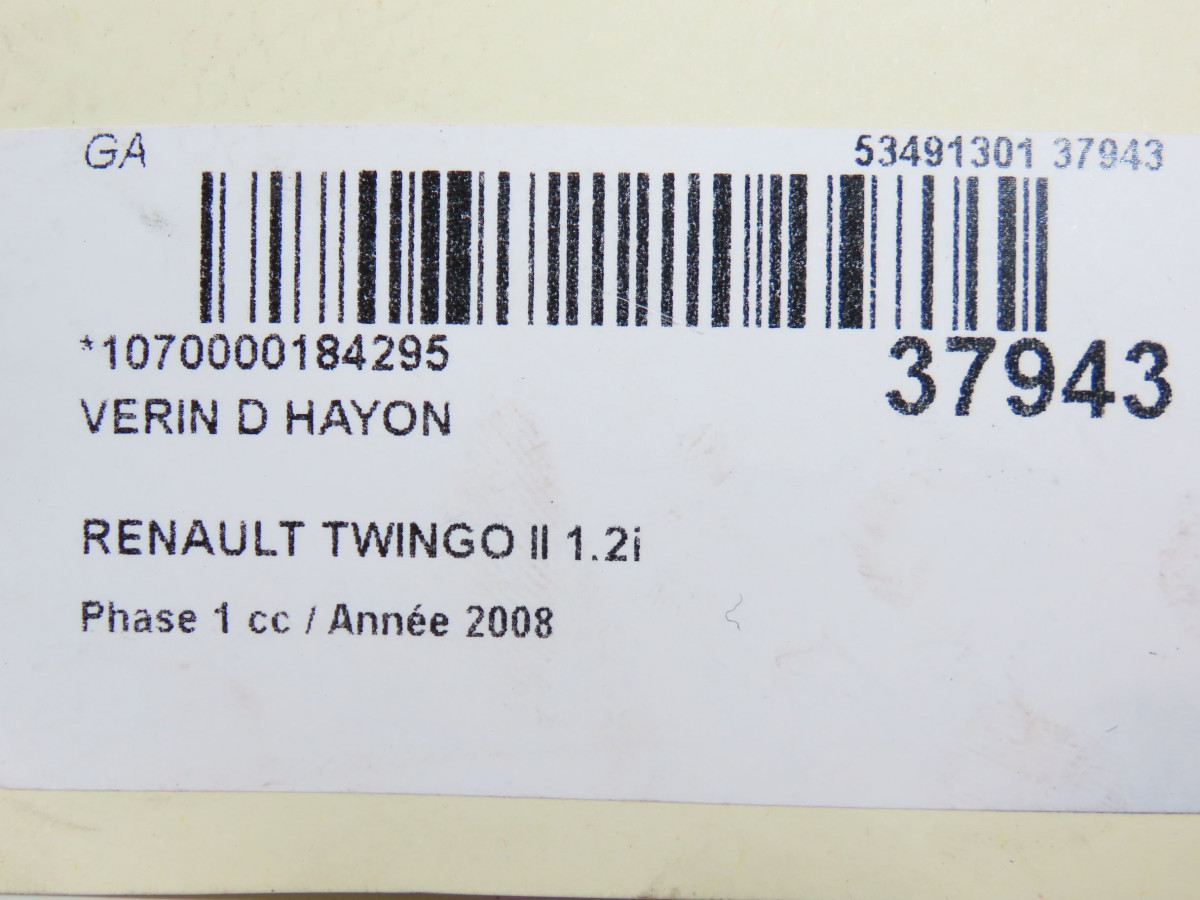 GA 53491301 37943
*1070000184295 37943
VERIN D HAYON
RENAULT TWINGO II 1.2i
Phase 1 cc / Année 2008